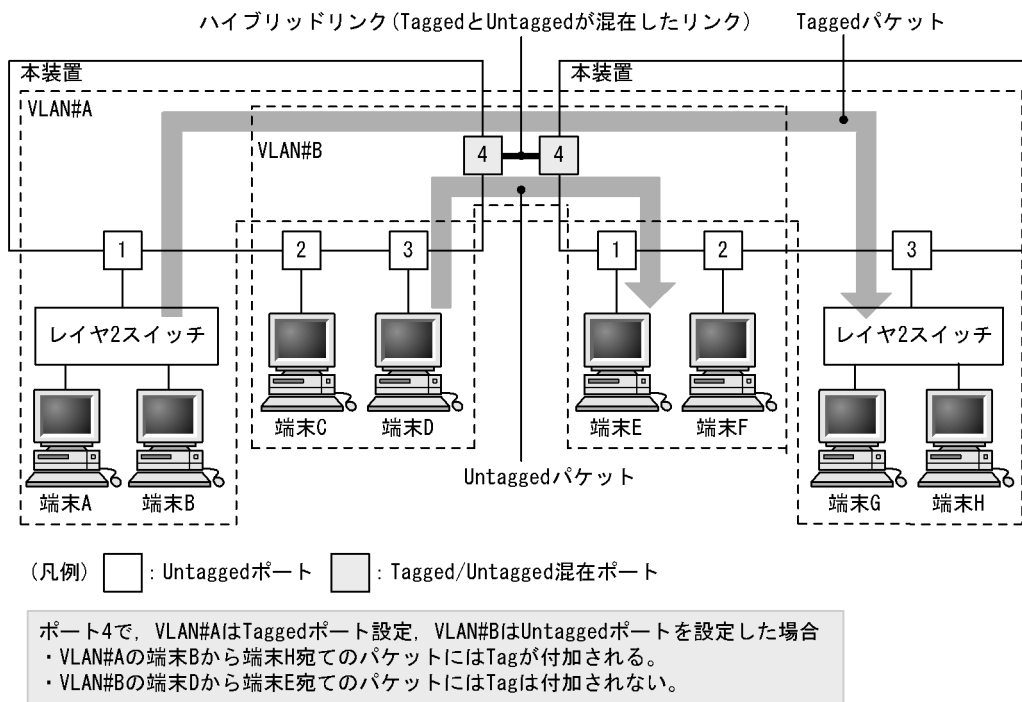 ハイブリッドリンク(TaggedとUntaggedが混在したリンク)
Taggedパケット
本装置
本装置
VLAN#A
VLAN#B
4
4
1
2
3
1
2
3
レイヤ2スイッチ
レイヤ2スイッチ
端末C
端末D
端末E
端末F
Untaggedパケット
端末A
端末B
端末G
端末H
(凡例)
: Untaggedポート
: Tagged/Untagged混在ポート
ポート4で, VLAN#AはTaggedポート設定, VLAN#BはUntaggedポートを設定した場合
・VLAN#Aの端末Bから端末H宛てのパケットにはTagが付加される。
・VLAN#Bの端末Dから端末E宛てのパケットにはTagは付加されない。